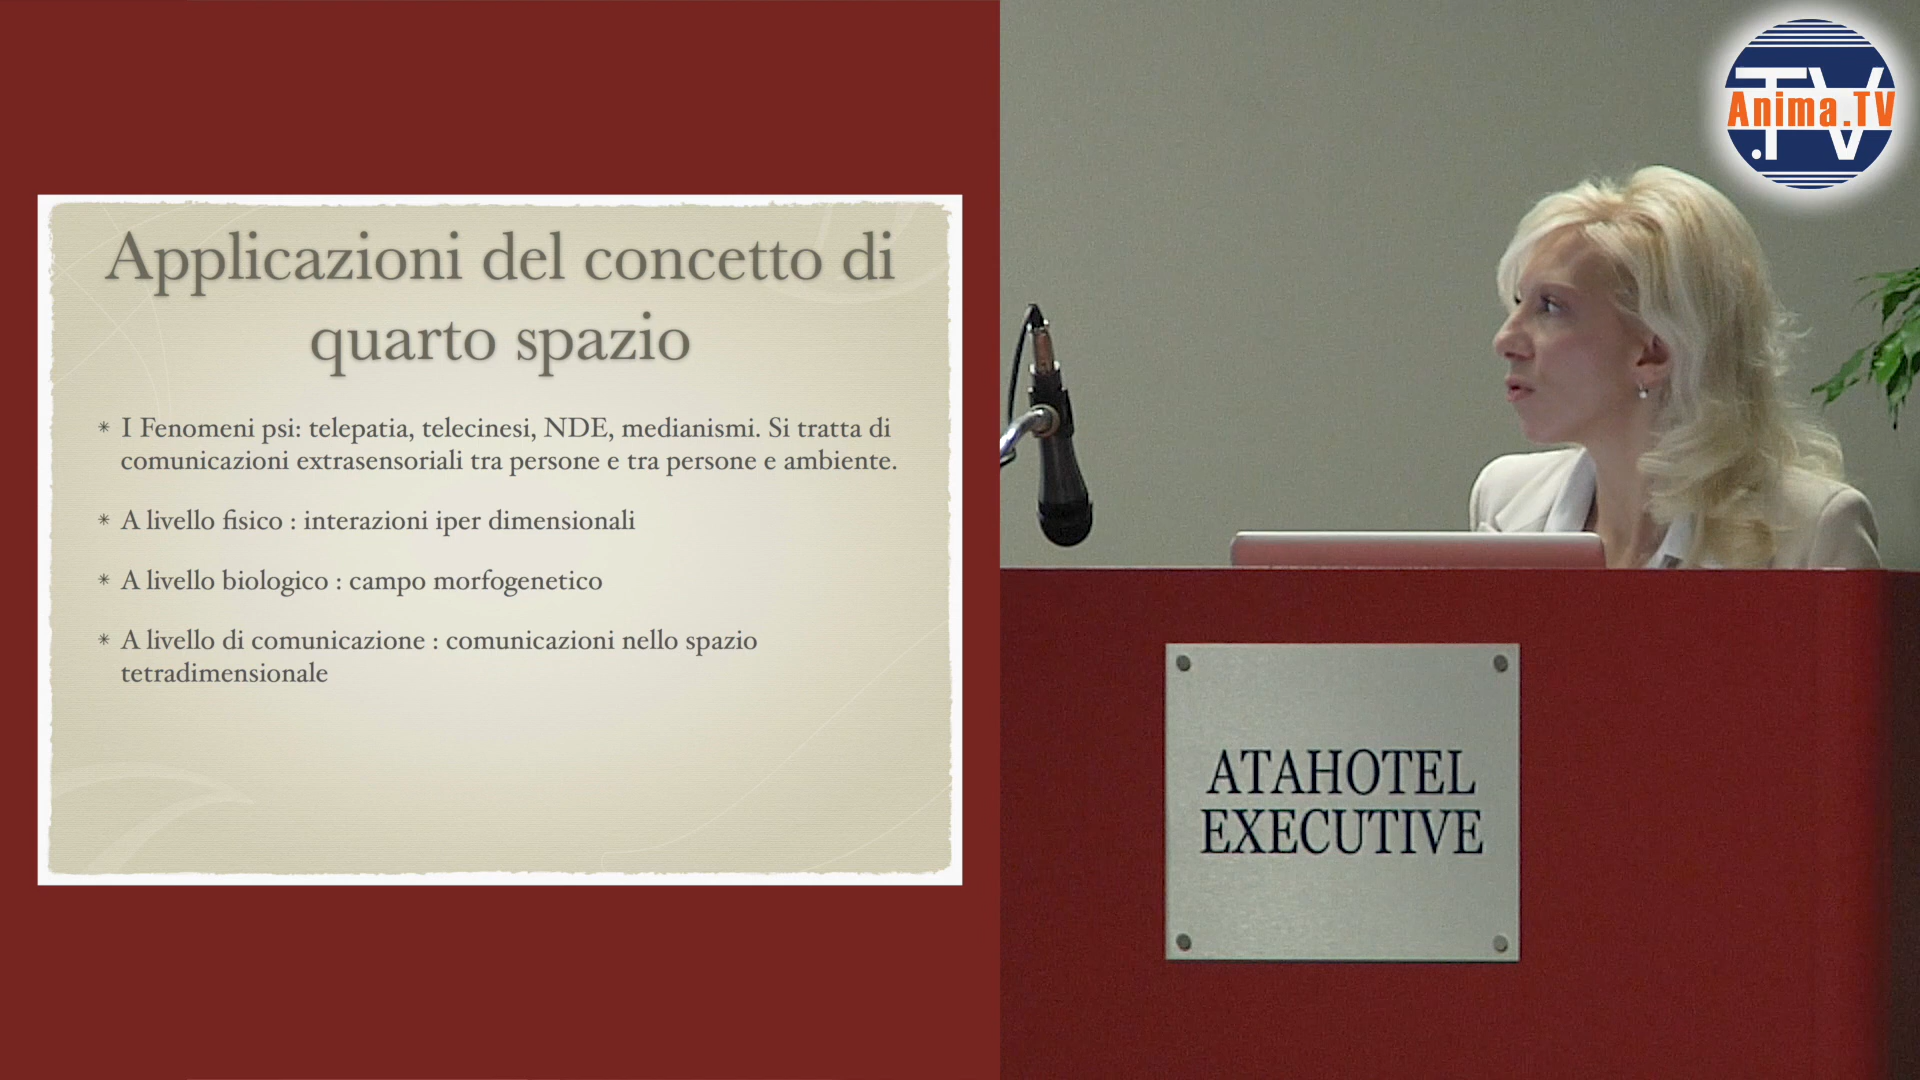 Applicazioni del concetto di
quarto spazio
* I Fenomeni psi: telepatia, telecinesi, NDE, medianismi. Si tratta di
comunicazioni extrasensoriali tra persone e tra persone e ambiente.
* A livello fisico : interazioni iper dimensionali
* A livello biologico : campo morfogenetico
* A livello di comunicazione : comunicazioni nello spazio
tetradimensionale
.TV
Anima.TV
ATAHOTEL
EXECUTIVE